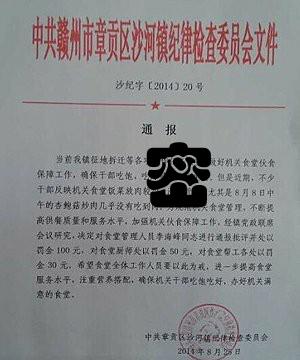 中共赣州市章贡区沙河镇纪律检查委员会文件
沙纪字〔2014〕20号
通报
当前我镇征地拆迁等各
好机关食堂伙食
保障工作，确保干部吃饱、吃
但是近期，不少
干部反映机关食堂饭菜放肉较
尤其是8月8日中
午的杏鲍菇炒肉几乎没有吃到肉
机关食堂管理，不断
提高供餐质量和服务水平，加强机关伙食保障工作，经镇党政联席
会议研究，决定对食堂管理人员李海峰同志进行通报批评并处以
罚金100元，对食堂厨师处以罚金50元，对食堂帮工各处以罚
金30元，希望食堂全体工作人员要以此为戒，进一步提高食堂
服务水平，注重营养搭配，确保机关干部吃饱吃好，办好机关满
意的食堂。
中共章贡区沙河镇纪律检查委员会
2014年8月25日